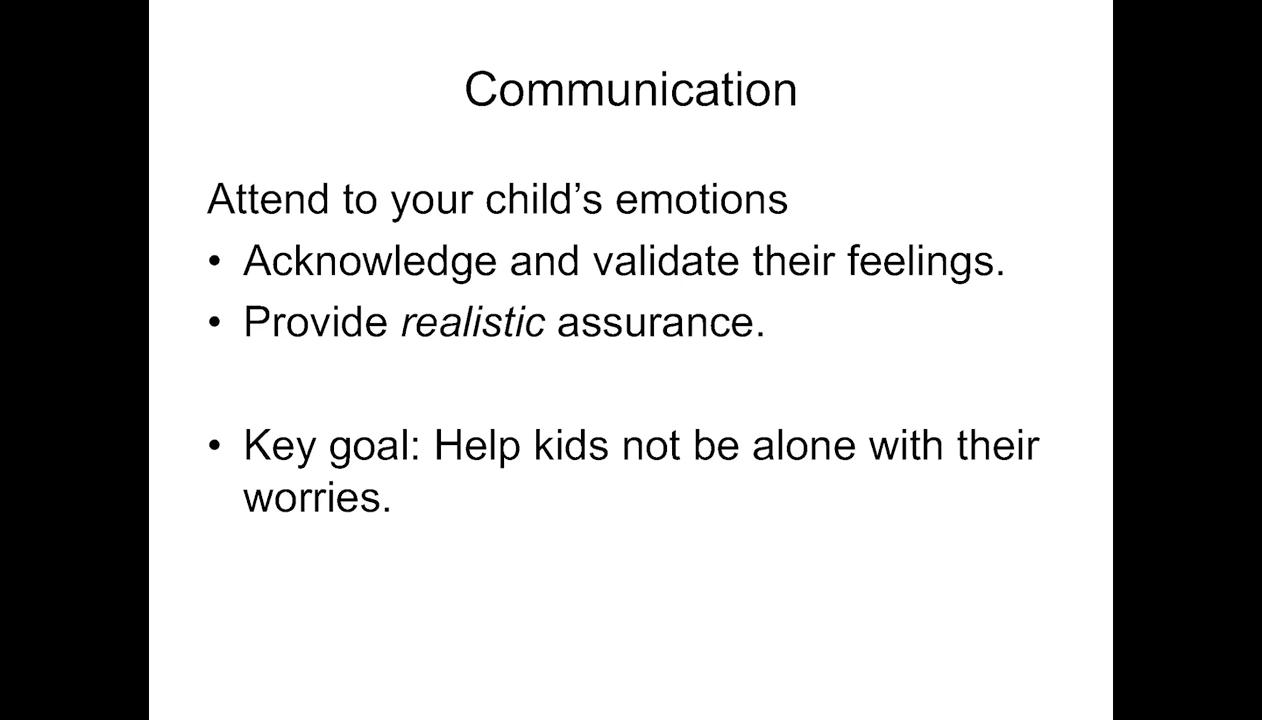 Communication
Attend to your child’s emotions
• Acknowledge and validate their feelings.
• Provide realistic assurance.
• Key goal: Help kids not be alone with their
worries.